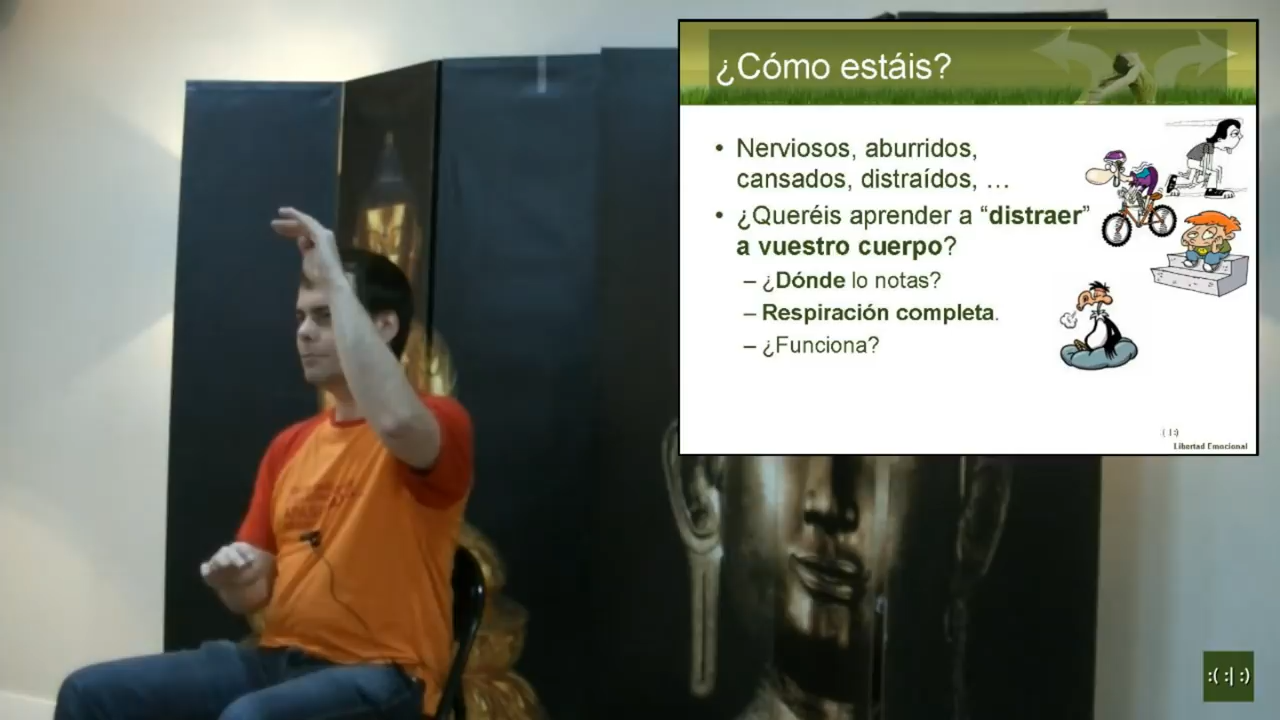 ¿Cómo estáis?
• Nerviosos, aburridos,
cansados, distraídos, …
• ¿Queréis aprender a “distraer”
a vuestro cuerpo?
– ¿Dónde lo notas?
– Respiración completa.
– ¿Funciona?
( |:)
Libertad Emocional
:( :| :)